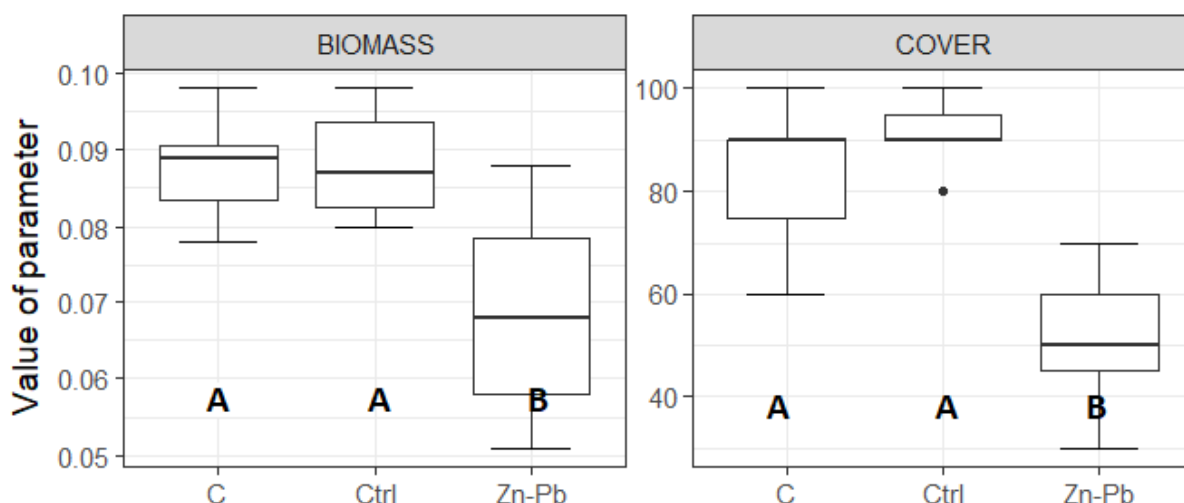 BIOMASS
COVER
Value of parameter
0.10
0.09
0.08
0.07
0.06
0.05
A
A
B
C
Ctrl
Zn-Pb
100
80
60
40
A
A
B
C
Ctrl
Zn-Pb